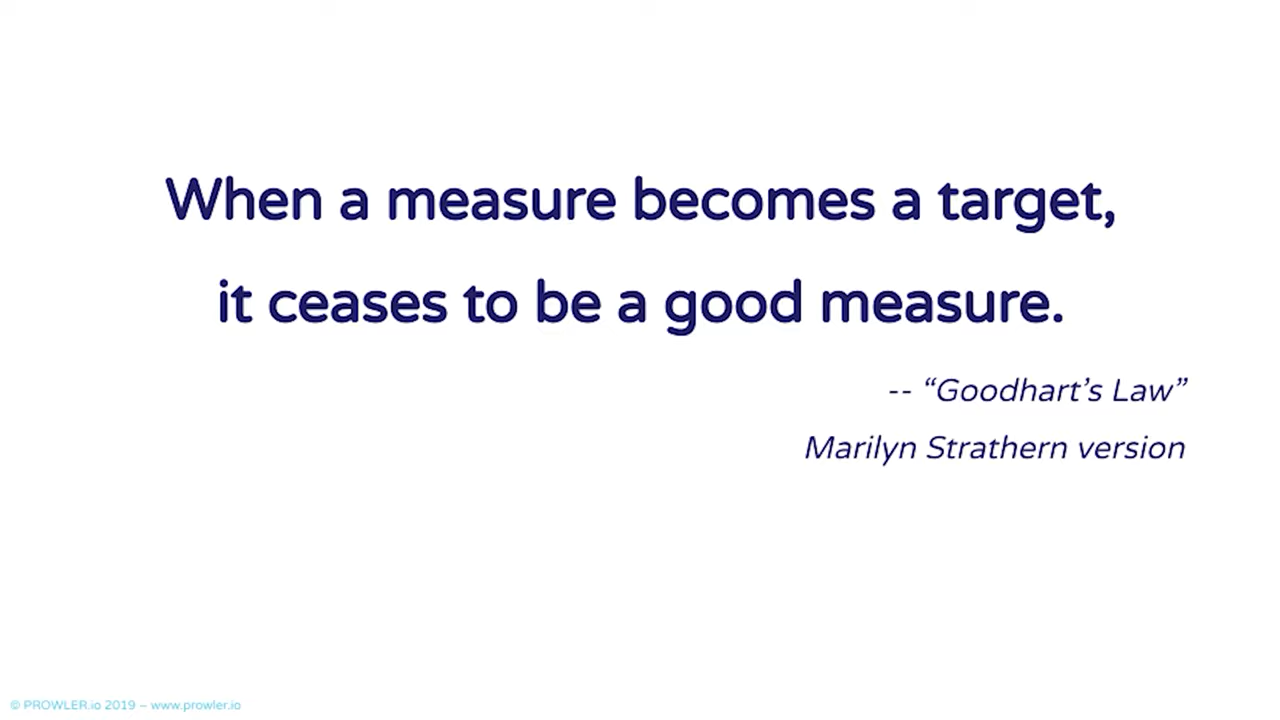 When a measure becomes a target,
it ceases to be a good measure.
-- “Goodhart’s Law”
Marilyn Strathern version
© PROWLER.io 2019 – www.prowler.io